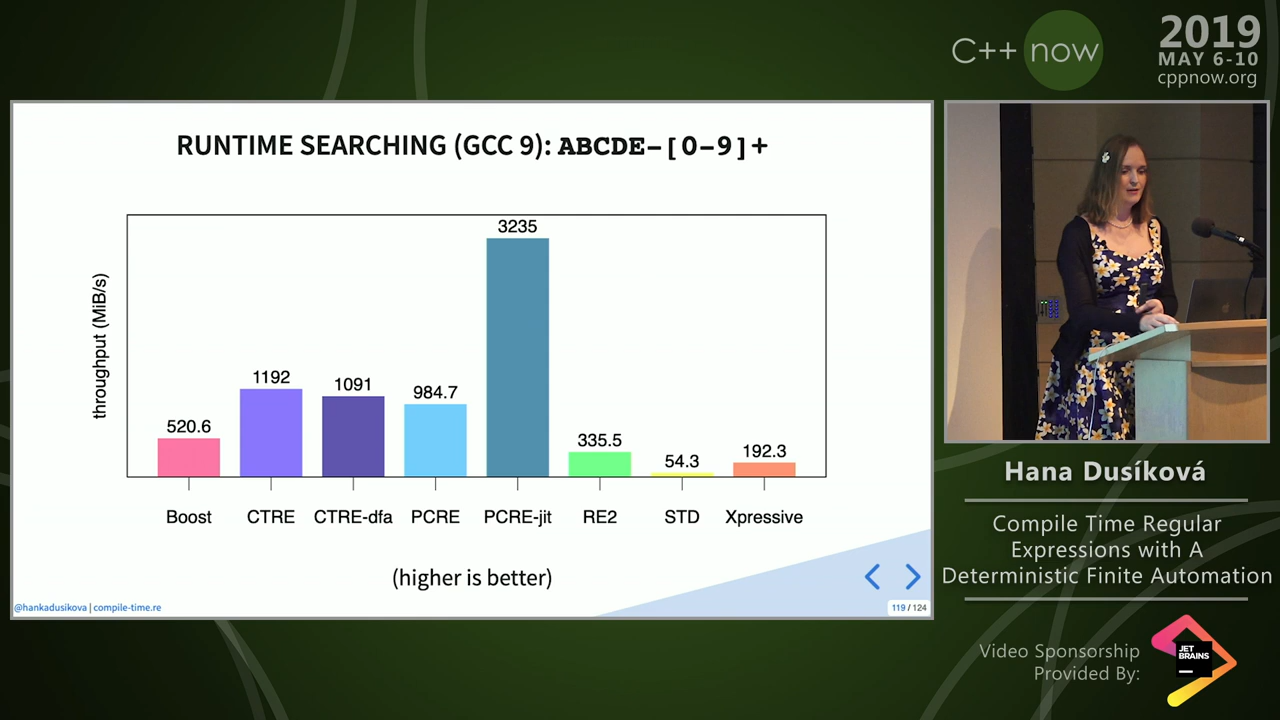 C++ now
2019
MAY 6-10
cppnow.org
RUNTIME SEARCHING (GCC 9): ABCDE-[0-9]+
throughput (MiB/s)
520.6
1192
1091
984.7
3235
335.5
54.3
192.3
Boost CTRE CTRE-dfa PCRE PCRE-jit RE2 STD Xpressive
(higher is better)
@hankadusikova | compile-time.re
119 / 124
Hana Dusíková
Compile Time Regular
Expressions with A
Deterministic Finite Automation
Video Sponsorship
Provided By:
JET
BRAINS